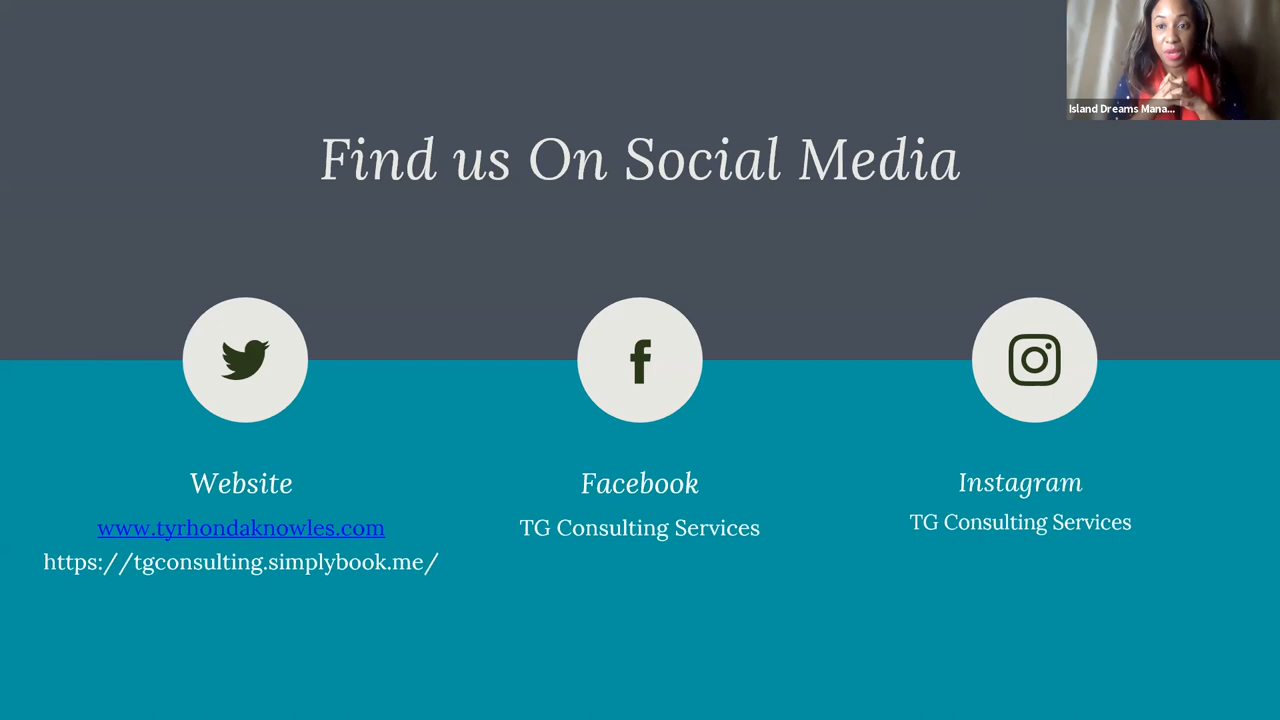 Island Dreams Mana...
Find us On Social Media
Website
www.tyrhondaknowles.com
https://tgconsulting.simplybook.me/
Facebook
TG Consulting Services
Instagram
TG Consulting Services